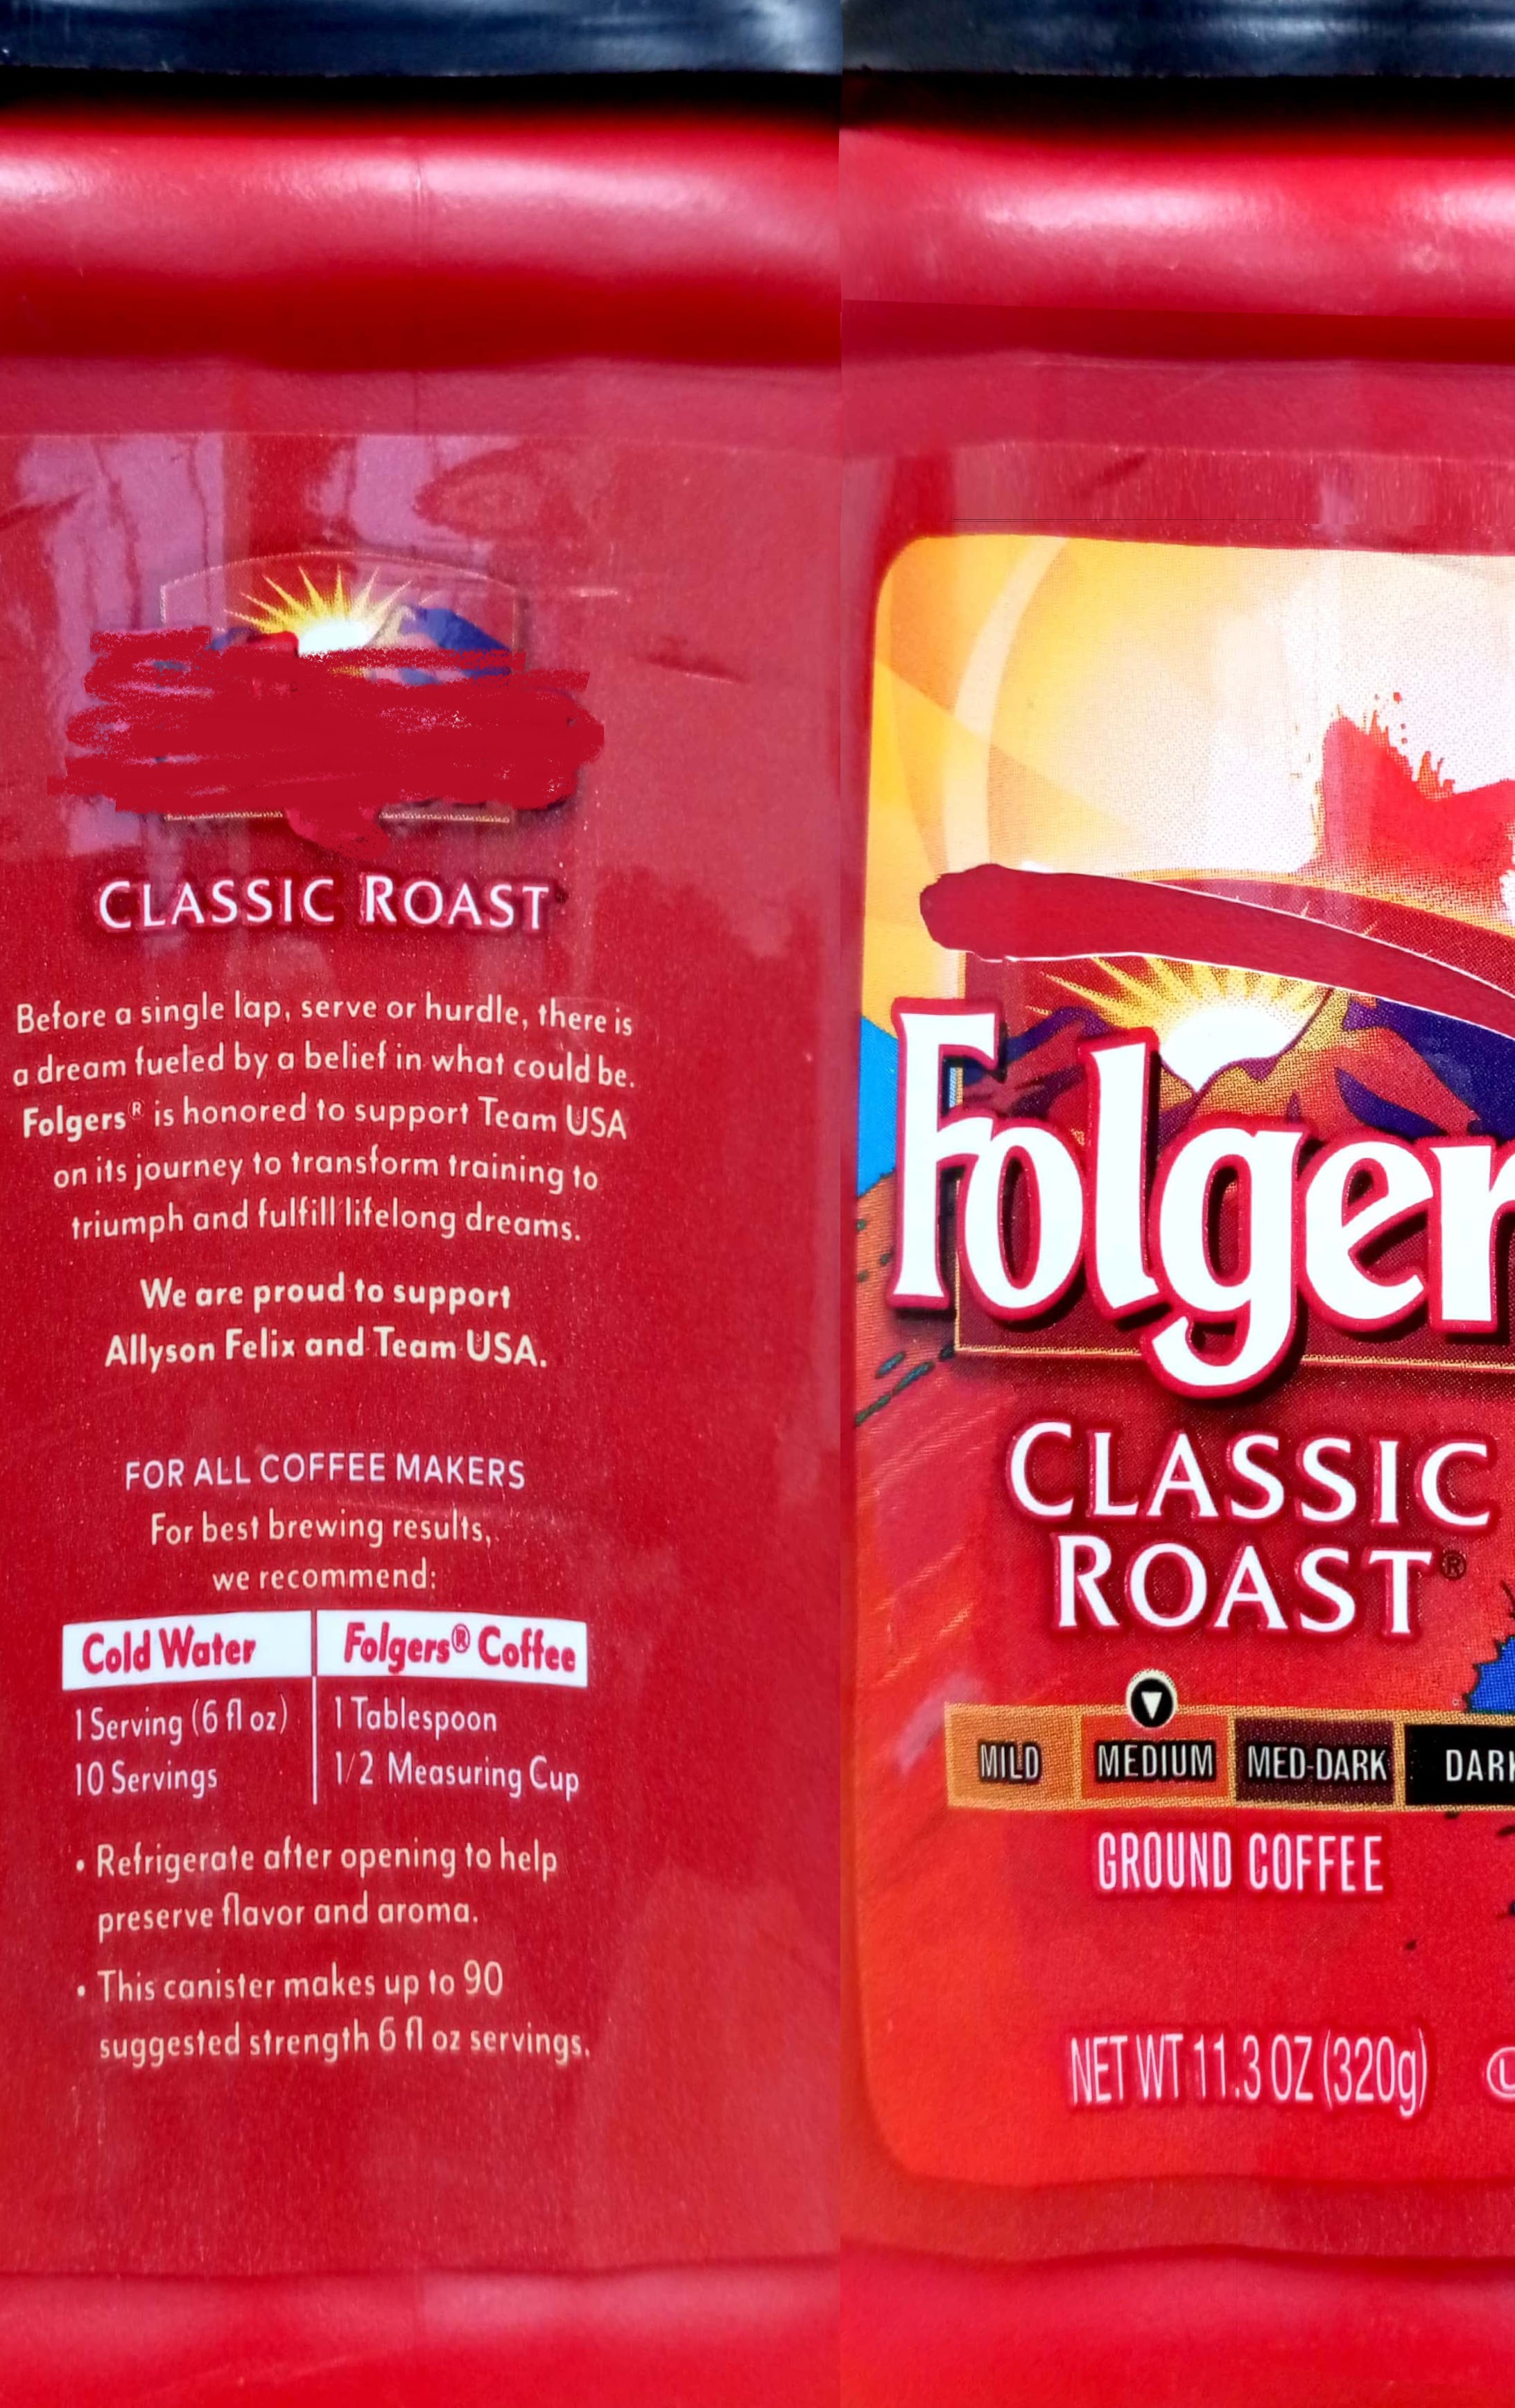 CLASSIC ROAST
Before a single lap, serve or hurdle, there is
a dream fueled by a belief in what could be.
Folgers® is honored to support Team USA
on its journey to transform training to
triumph and fulfill lifelong dreams.
We are proud to support
Allyson Felix and Team USA.
FOR ALL COFFEE MAKERS
For best brewing results,
we recommend:
Cold Water Folgers® Coffee
1 Serving (6 fl oz) 1 Tablespoon
10 Servings 1/2 Measuring Cup
• Refrigerate after opening to help
preserve flavor and aroma.
• This canister makes up to 90
suggested strength 6 fl oz servings.
Folger
CLASSIC
ROAST®
MILD MEDIUM MED-DARK DARK
GROUND COFFEE
NET WT 11.3 OZ (320g)